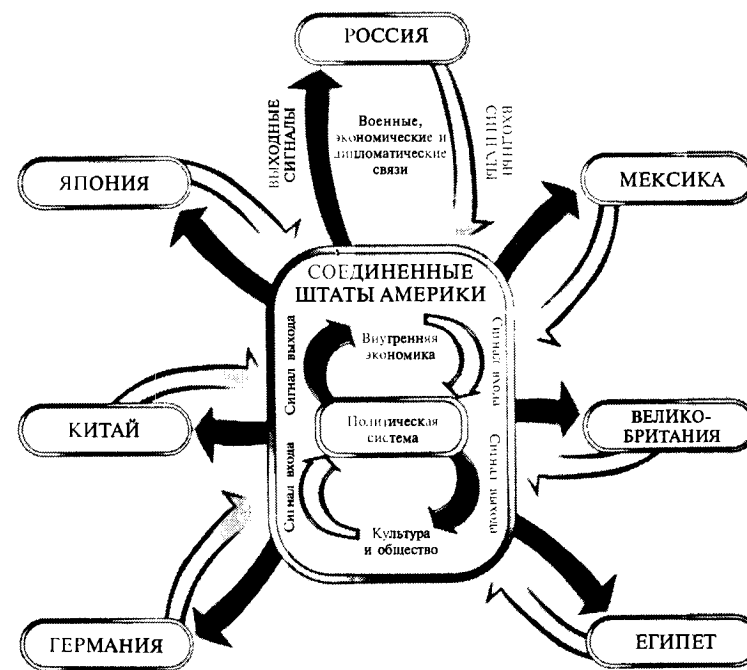 РОССИЯ
ВЫХОДНЫЕ
СИГНАЛЫ
Военные,
экономические и
дипломатические
связи
ВХОДНЫЕ
СИГНАЛЫ
ЯПОНИЯ
МЕКСИКА
СОЕДИНЕННЫЕ
ШТАТЫ АМЕРИКИ
Сигнал выхода
Внутренняя
экономика
Сигнал входа
КИТАЙ
Политическая
система
ВЕЛИКО-
БРИТАНИЯ
Сигнал входа
Сигнал выхода
Культура
и общество
ГЕРМАНИЯ
ЕГИПЕТ